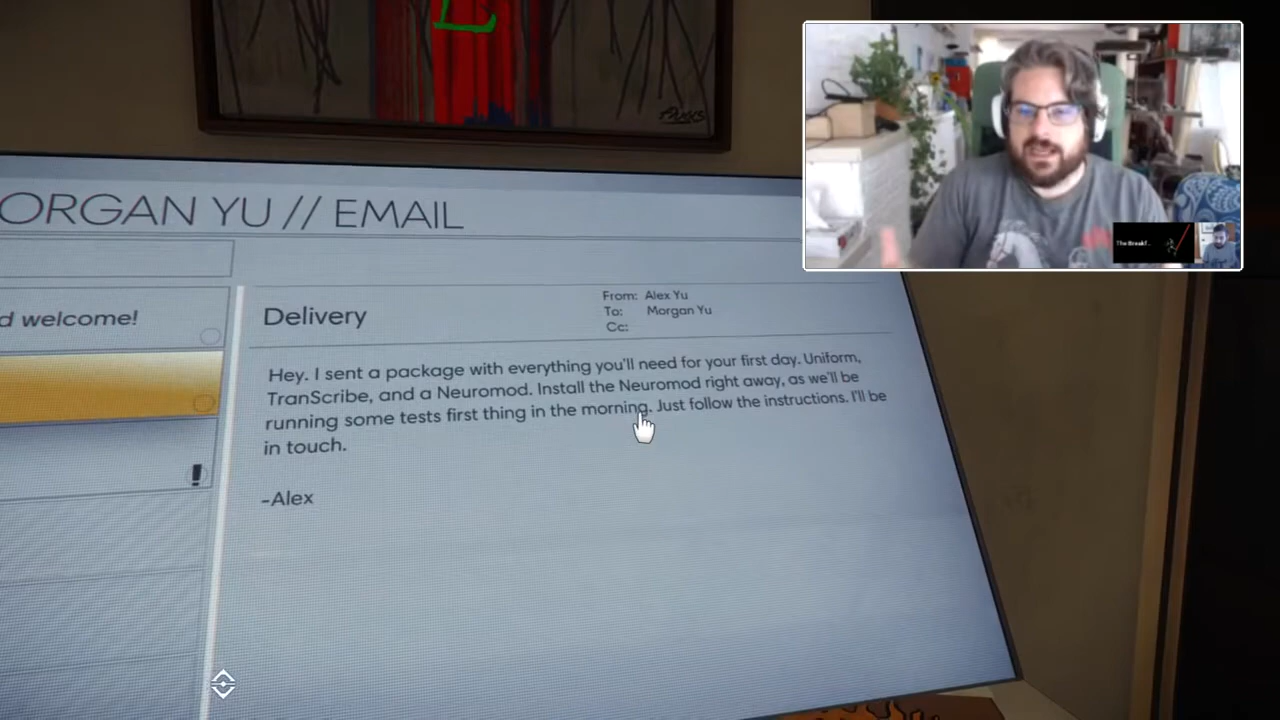 ORGAN YU // EMAIL
d welcome!
!
Delivery
From: Alex Yu
To: Morgan Yu
Cc:
Hey. I sent a package with everything you'll need for your first day. Uniform,
TranScribe, and a Neuromod. Install the Neuromod right away, as we'll be
running some tests first thing in the morning. Just follow the instructions. I'll be
in touch.
-Alex
The Breakf...